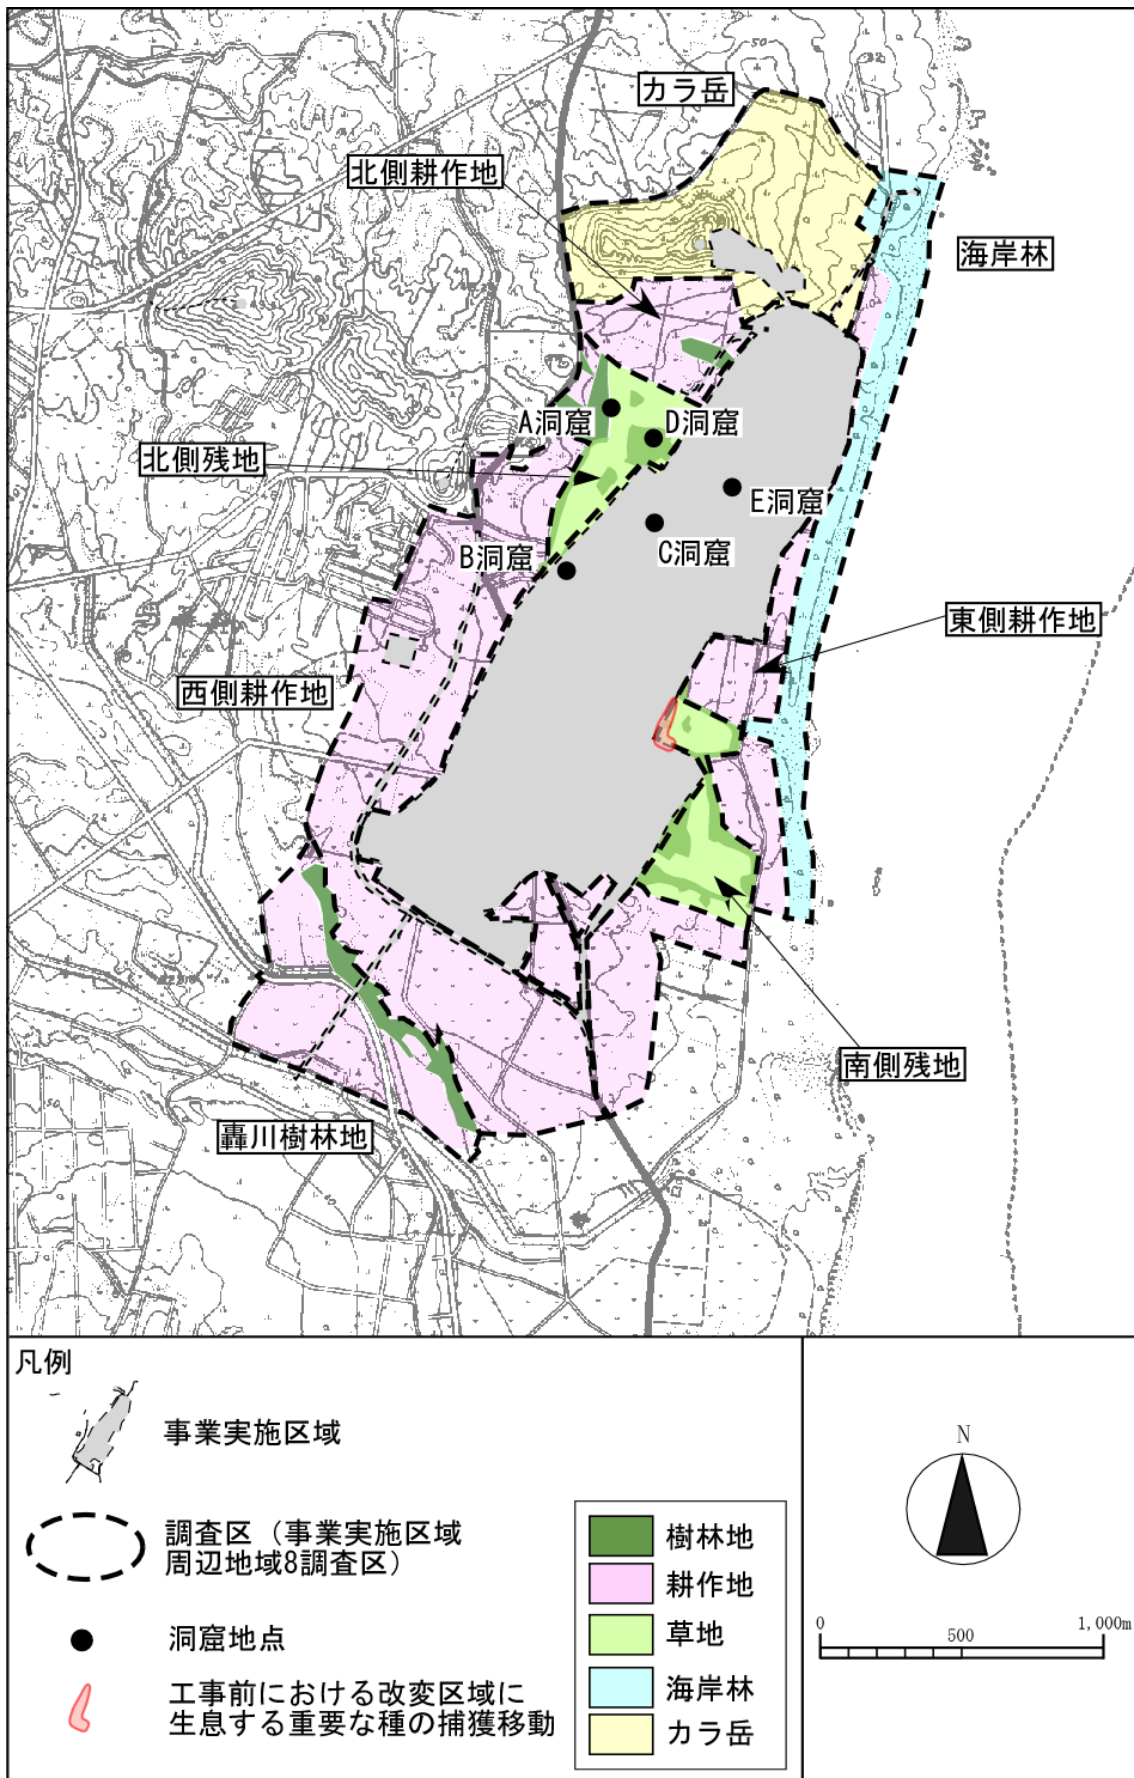 カラ岳
北側耕作地
海岸林
A洞窟
D洞窟
北側残地
E洞窟
B洞窟
C洞窟
東側耕作地
西側耕作地
南側残地
轟川樹林地
凡例
事業実施区域
調査区（事業実施区域
周辺地域8調査区）
洞窟地点
工事前における改変区域に
生息する重要な種の捕獲移動
樹林地
耕作地
草地
海岸林
カラ岳
N
0
500
1,000m